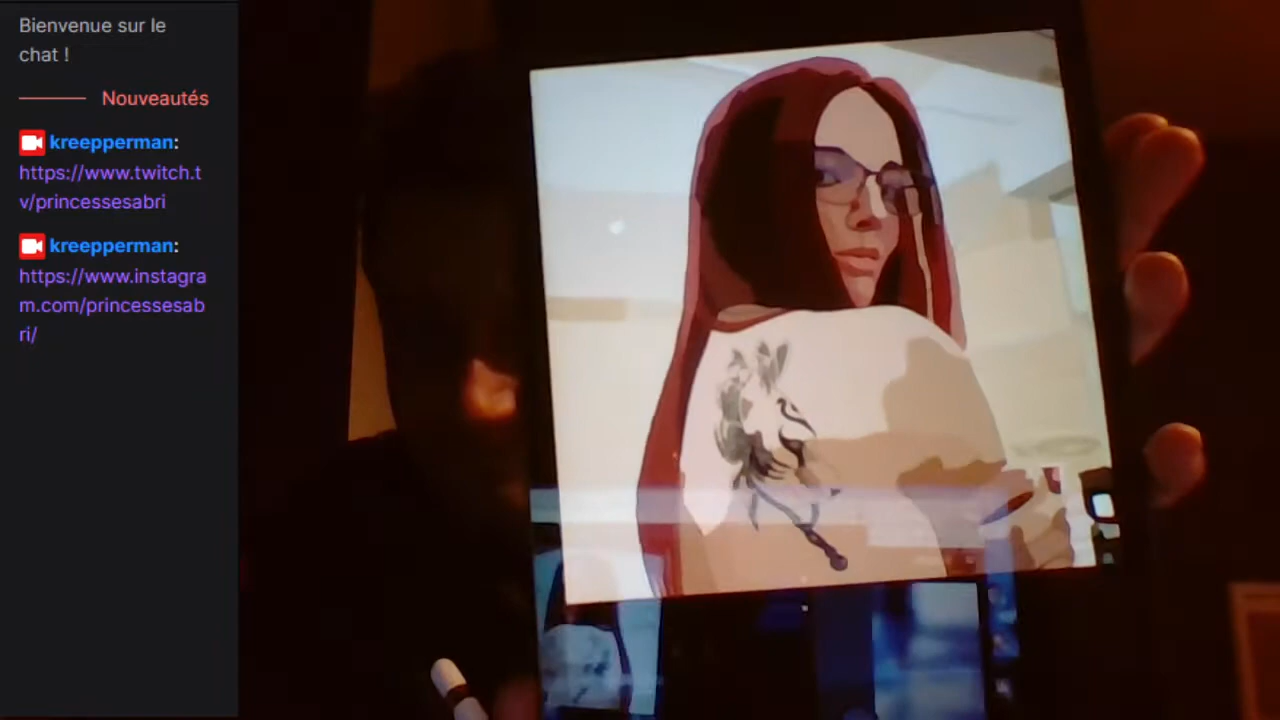 Bienvenue sur le
chat !
Nouveautés
kreepperman:
https://www.twitch.t
v/princessesabri
kreepperman:
https://www.instagra
m.com/princessesab
ri/